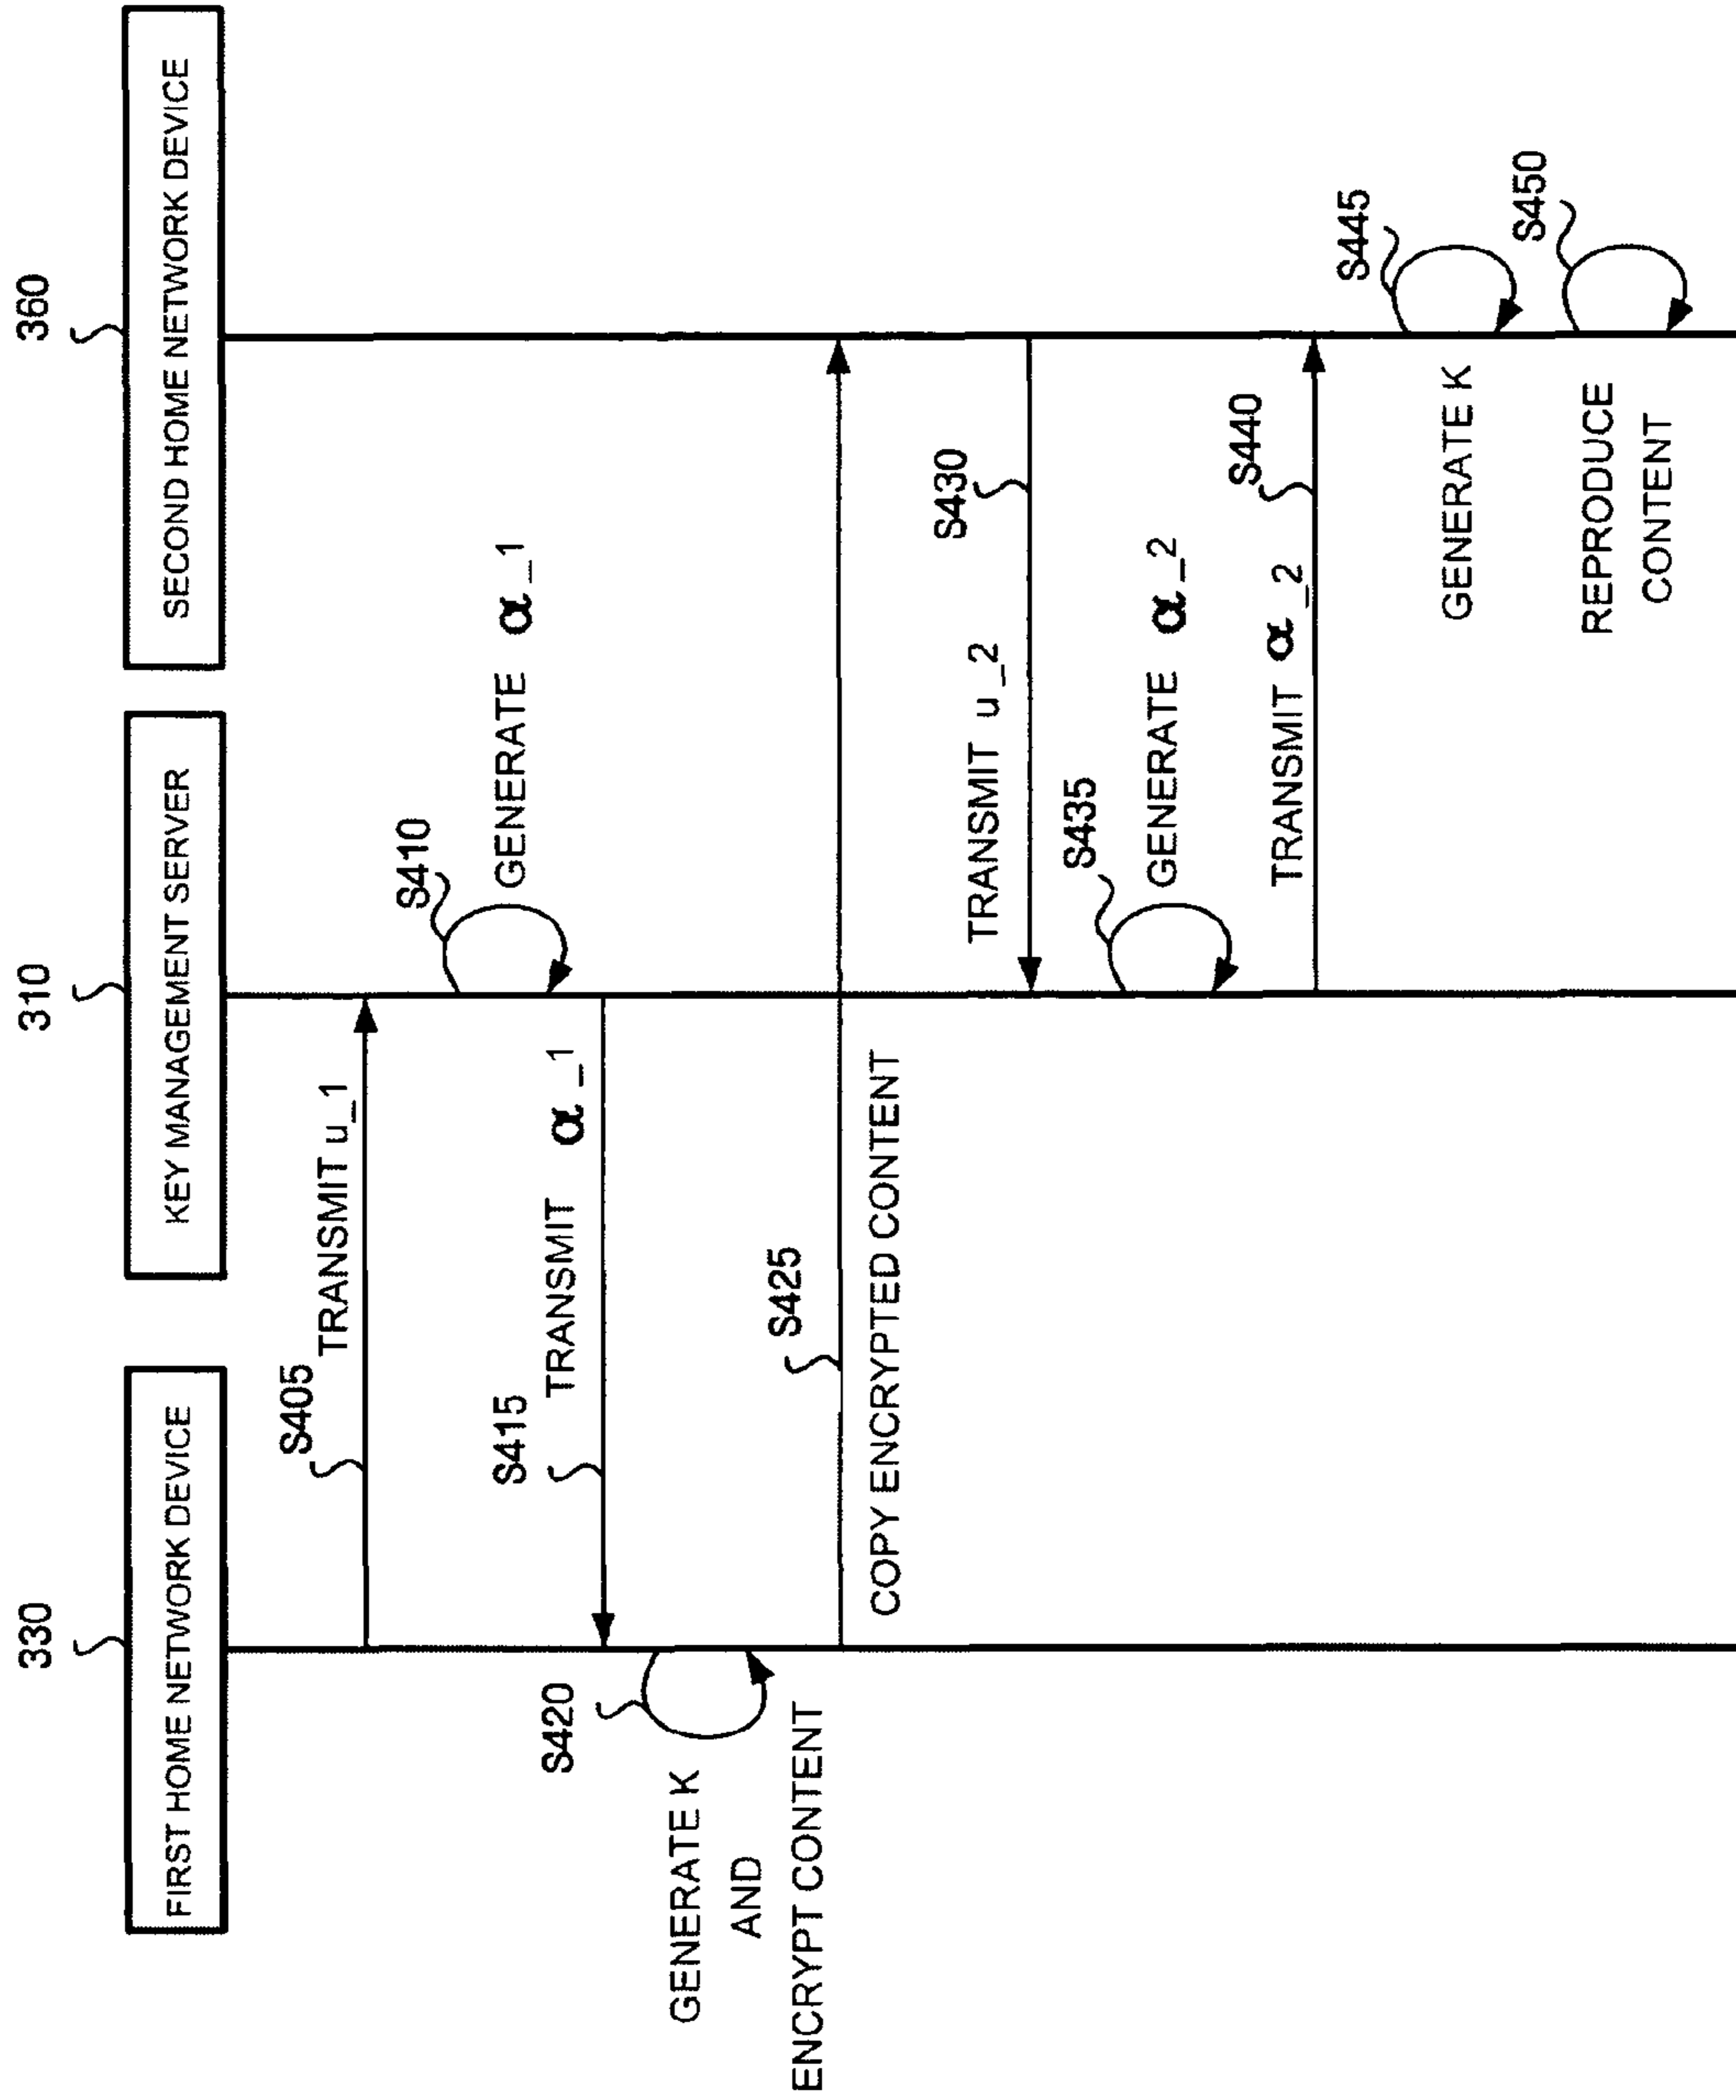 330
310
360
FIRST HOME NETWORK DEVICE
KEY MANAGEMENT SERVER
SECOND HOME NETWORK DEVICE
S405
TRANSMIT u_1
S410
GENERATE α_1
S415
TRANSMIT α_1
S420
GENERATE K
AND
ENCRYPT CONTENT
S425
COPY ENCRYPTED CONTENT
S430
TRANSMIT u_2
S435
GENERATE α_2
S440
TRANSMIT α_2
S445
GENERATE K
S450
REPRODUCE
CONTENT